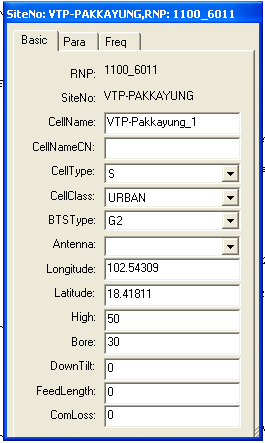 SiteNo: VTP-PAKKAYUNG,RNP: 1100_6011
Basic Para Freq
RNP: 1100_6011
SiteNo: VTP-PAKKAYUNG
CellName: VTP-Pakkayung_1
CellNameCN:
CellType: S
CellClass: URBAN
BTSType: G2
Antenna:
Longitude: 102.54309
Latitude: 18.41811
High: 50
Bore: 30
DownTilt: 0
FeedLength: 0
ComLoss: 0